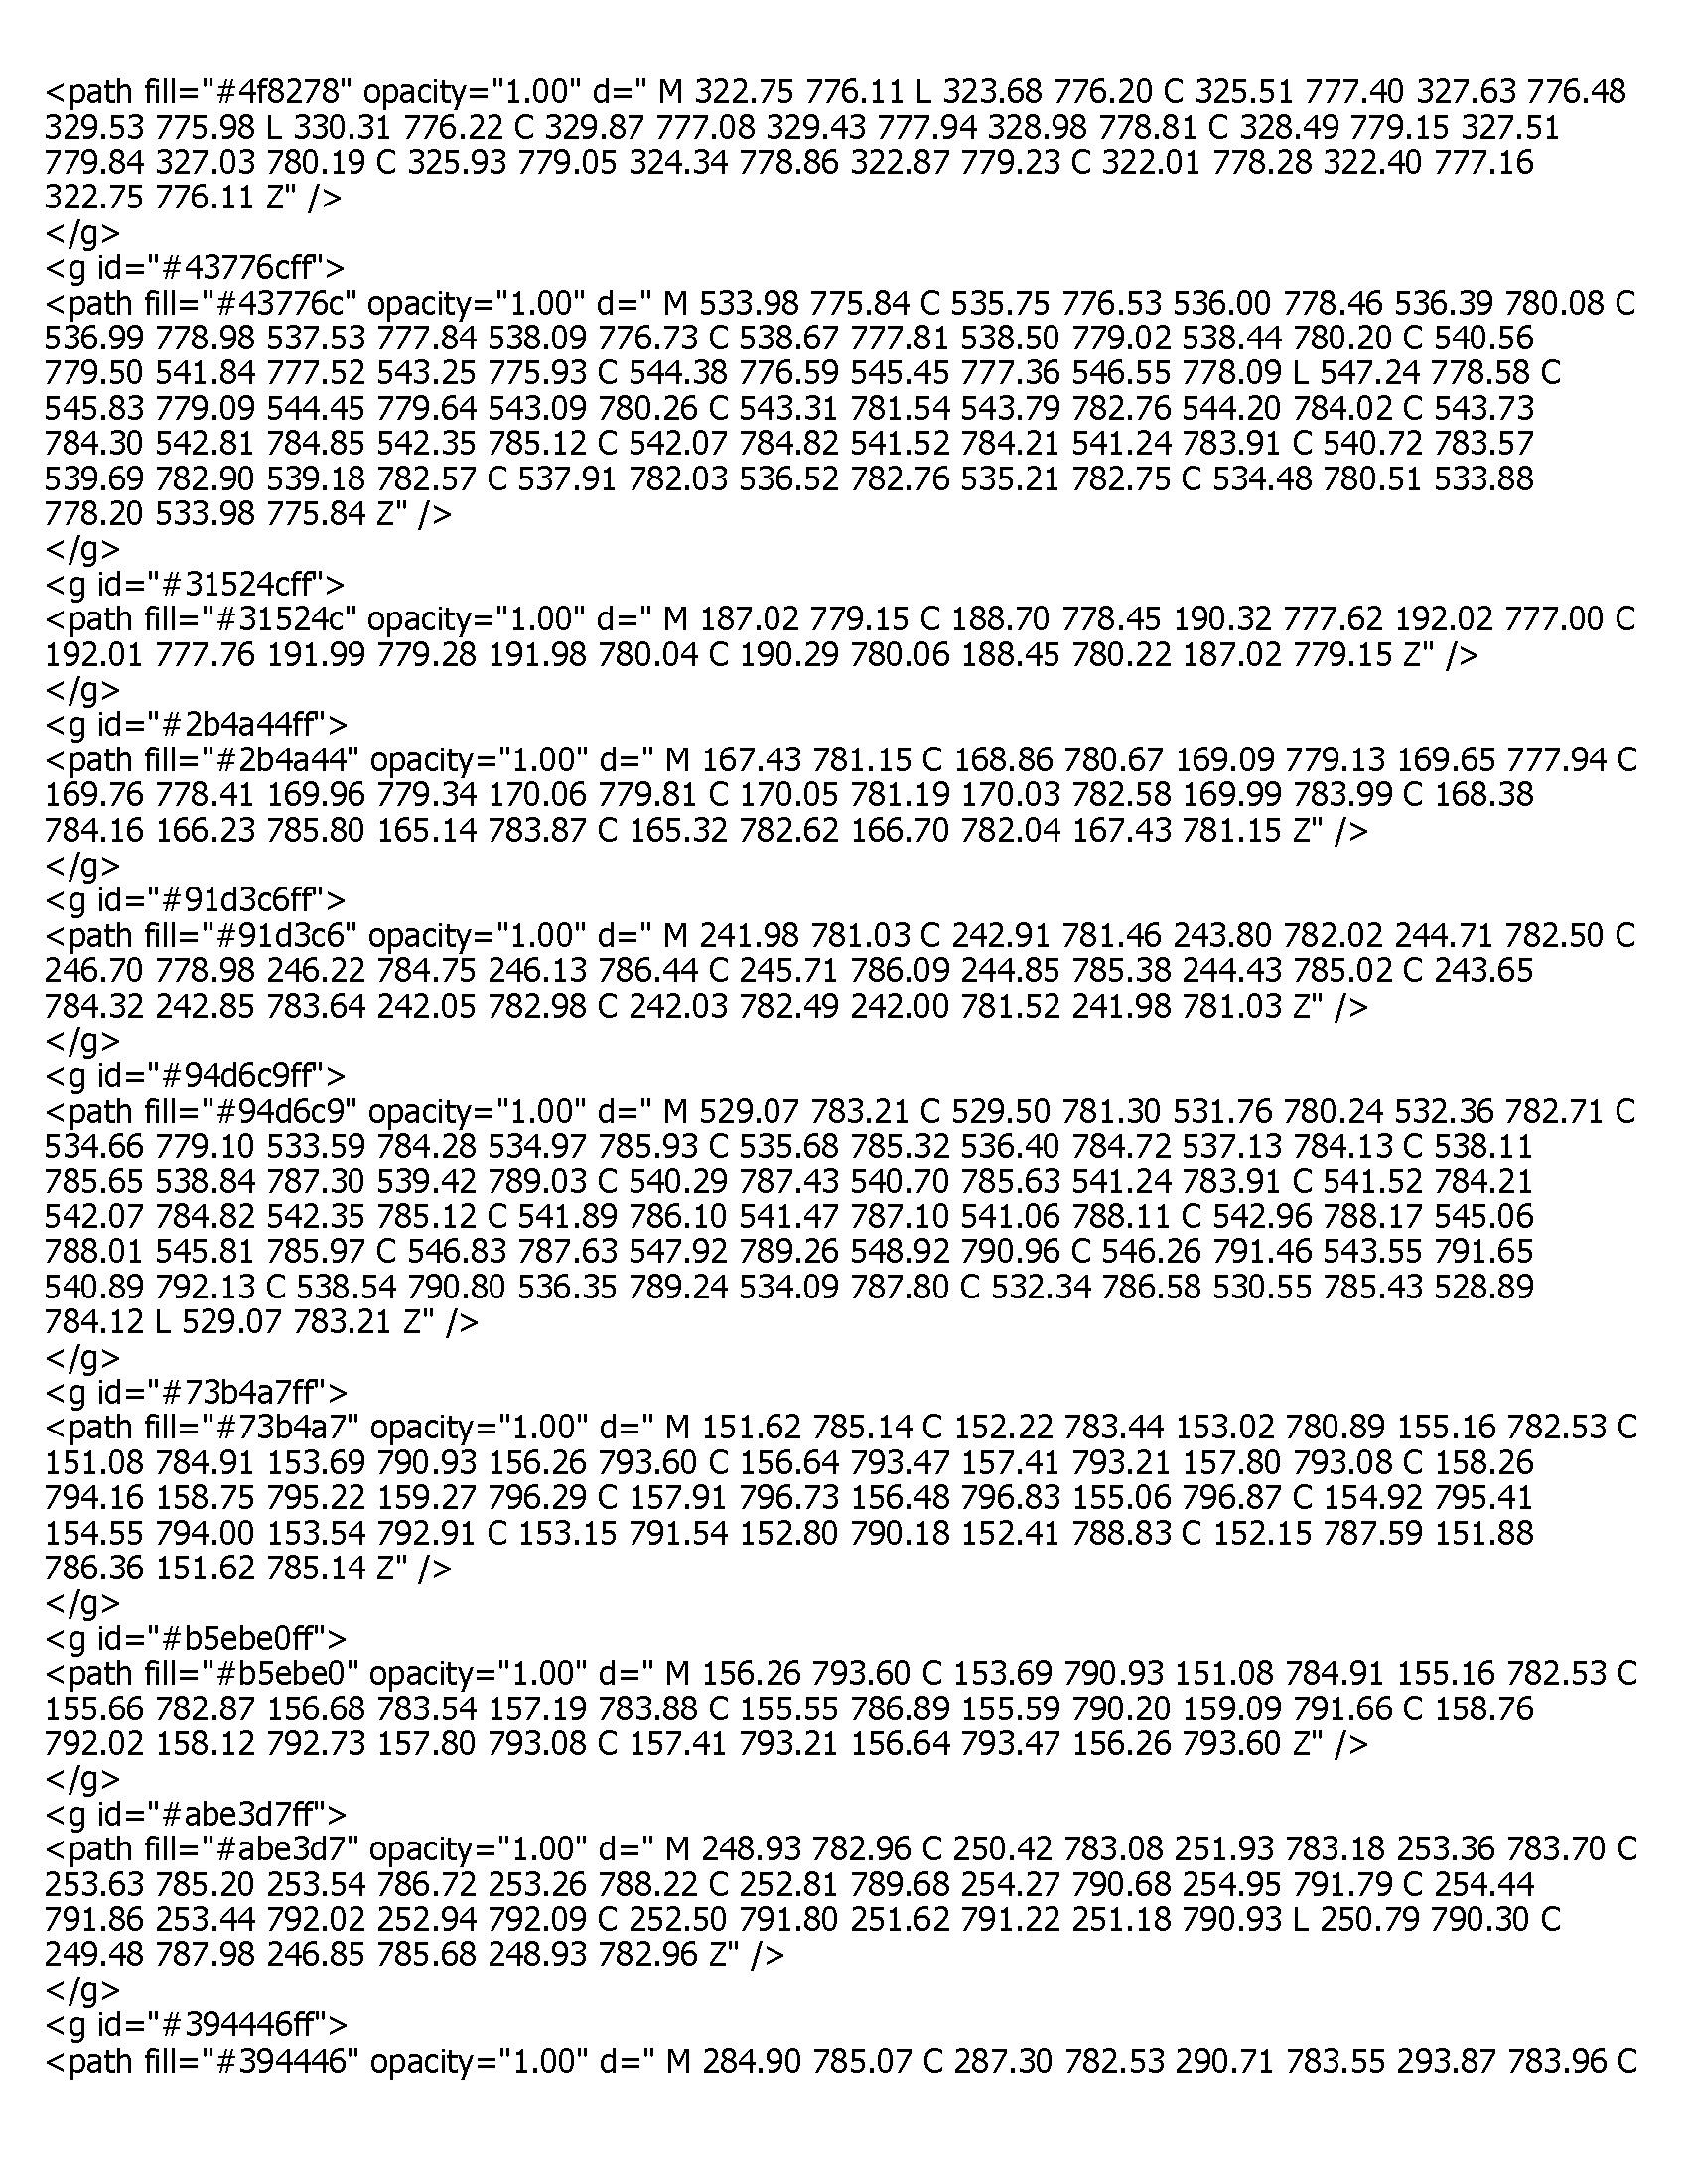 <path fill="#4f8278" opacity="1.00" d=" M 322.75 776.11 L 323.68 776.20 C 325.51 777.40 327.63 776.48
329.53 775.98 L 330.31 776.22 C 329.87 777.08 329.43 777.94 328.98 778.81 C 328.49 779.15 327.51
779.84 327.03 780.19 C 325.93 779.05 324.34 778.86 322.87 779.23 C 322.01 778.28 322.40 777.16
322.75 776.11 Z" />
</g>
<g id="#43776cff">
<path fill="#43776c" opacity="1.00" d=" M 533.98 775.84 C 535.75 776.53 536.00 778.46 536.39 780.08 C
536.99 778.98 537.53 777.84 538.09 776.73 C 538.67 777.81 538.50 779.02 538.44 780.20 C 540.56
779.50 541.84 777.52 543.25 775.93 C 544.38 776.59 545.45 777.36 546.55 778.09 L 547.24 778.58 C
545.83 779.09 544.45 779.64 543.09 780.26 C 543.31 781.54 543.79 782.76 544.20 784.02 C 543.73
784.30 542.81 784.85 542.35 785.12 C 542.07 784.82 541.52 784.21 541.24 783.91 C 540.72 783.57
539.69 782.90 539.18 782.57 C 537.91 782.03 536.52 782.76 535.21 782.75 C 534.48 780.51 533.88
778.20 533.98 775.84 Z" />
</g>
<g id="#31524cff">
<path fill="#31524c" opacity="1.00" d=" M 187.02 779.15 C 188.70 778.45 190.32 777.62 192.02 777.00 C
192.01 777.76 191.99 779.28 191.98 780.04 C 190.29 780.06 188.45 780.22 187.02 779.15 Z" />
</g>
<g id="#2b4a44ff">
<path fill="#2b4a44" opacity="1.00" d=" M 167.43 781.15 C 168.86 780.67 169.09 779.13 169.65 777.94 C
169.76 778.41 169.96 779.34 170.06 779.81 C 170.05 781.19 170.03 782.58 169.99 783.99 C 168.38
784.16 166.23 785.80 165.14 783.87 C 165.32 782.62 166.70 782.04 167.43 781.15 Z" />
</g>
<g id="#91d3c6ff">
<path fill="#91d3c6" opacity="1.00" d=" M 241.98 781.03 C 242.91 781.46 243.80 782.02 244.71 782.50 C
246.70 778.98 246.22 784.75 246.13 786.44 C 245.71 786.09 244.85 785.38 244.43 785.02 C 243.65
784.32 242.85 783.64 242.05 782.98 C 242.03 782.49 242.00 781.52 241.98 781.03 Z" />
</g>
<g id="#94d6c9ff">
<path fill="#94d6c9" opacity="1.00" d=" M 529.07 783.21 C 529.50 781.30 531.76 780.24 532.36 782.71 C
534.66 779.10 533.59 784.28 534.97 785.93 C 535.68 785.32 536.40 784.72 537.13 784.13 C 538.11
785.65 538.84 787.30 539.42 789.03 C 540.29 787.43 540.70 785.63 541.24 783.91 C 541.52 784.21
542.07 784.82 542.35 785.12 C 541.89 786.10 541.47 787.10 541.06 788.11 C 542.96 788.17 545.06
788.01 545.81 785.97 C 546.83 787.63 547.92 789.26 548.92 790.96 C 546.26 791.46 543.55 791.65
540.89 792.13 C 538.54 790.80 536.35 789.24 534.09 787.80 C 532.34 786.58 530.55 785.43 528.89
784.12 L 529.07 783.21 Z" />
</g>
<g id="#73b4a7ff">
<path fill="#73b4a7" opacity="1.00" d=" M 151.62 785.14 C 152.22 783.44 153.02 780.89 155.16 782.53 C
151.08 784.91 153.69 790.93 156.26 793.60 C 156.64 793.47 157.41 793.21 157.80 793.08 C 158.26
794.16 158.75 795.22 159.27 796.29 C 157.91 796.73 156.48 796.83 155.06 796.87 C 154.92 795.41
154.55 794.00 153.54 792.91 C 153.15 791.54 152.80 790.18 152.41 788.83 C 152.15 787.59 151.88
786.36 151.62 785.14 Z" />
</g>
<g id="#b5ebe0ff">
<path fill="#b5ebe0" opacity="1.00" d=" M 156.26 793.60 C 153.69 790.93 151.08 784.91 155.16 782.53 C
155.66 782.87 156.68 783.54 157.19 783.88 C 155.55 786.89 155.59 790.20 159.09 791.66 C 158.76
792.02 158.12 792.73 157.80 793.08 C 157.41 793.21 156.64 793.47 156.26 793.60 Z" />
</g>
<g id="#abe3d7ff">
<path fill="#abe3d7" opacity="1.00" d=" M 248.93 782.96 C 250.42 783.08 251.93 783.18 253.36 783.70 C
253.63 785.20 253.54 786.72 253.26 788.22 C 252.81 789.68 254.27 790.68 254.95 791.79 C 254.44
791.86 253.44 792.02 252.94 792.09 C 252.50 791.80 251.62 791.22 251.18 790.93 L 250.79 790.30 C
249.48 787.98 246.85 785.68 248.93 782.96 Z" />
</g>
<g id="#394446ff">
<path fill="#394446" opacity="1.00" d=" M 284.90 785.07 C 287.30 782.53 290.71 783.55 293.87 783.96 C